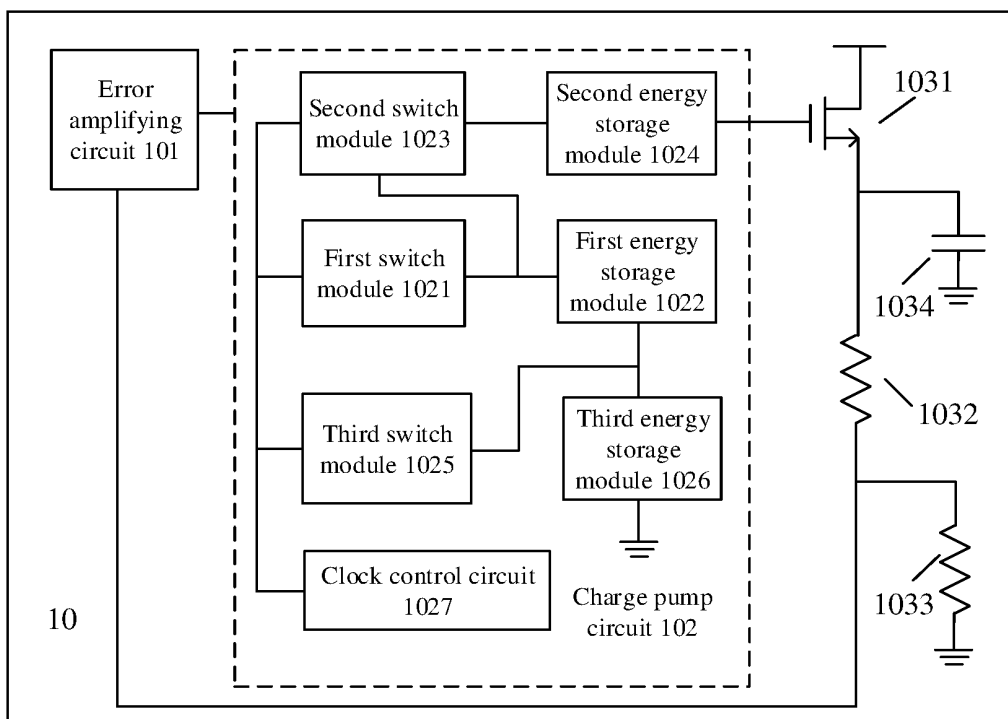 Error
amplifying
circuit 101
Second switch
module 1023
Second energy
storage
module 1024
1031
First switch
module 1021
First energy
storage
module 1022
1034
1032
Third switch
module 1025
Third energy
storage
module 1026
Clock control circuit
1027
Charge pump
circuit 102
1033
10